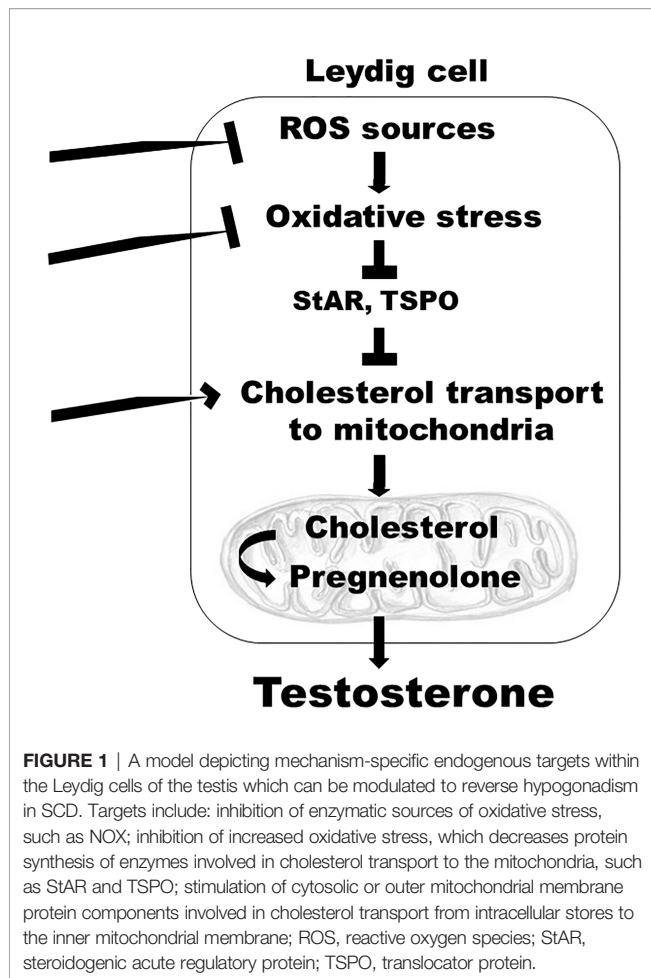 Leydig cell
ROS sources
Oxidative stress
StAR, TSPO
Cholesterol transport
to mitochondria
Cholesterol
Pregnenolone
Testosterone
FIGURE 1 | A model depicting mechanism-specific endogenous targets within
the Leydig cells of the testis which can be modulated to reverse hypogonadism
in SCD. Targets include: inhibition of enzymatic sources of oxidative stress,
such as NOX; inhibition of increased oxidative stress, which decreases protein
synthesis of enzymes involved in cholesterol transport to the mitochondria, such
as StAR and TSPO; stimulation of cytosolic or outer mitochondrial membrane
protein components involved in cholesterol transport from intracellular stores to
the inner mitochondrial membrane; ROS, reactive oxygen species; StAR,
steroidogenic acute regulatory protein; TSPO, translocator protein.